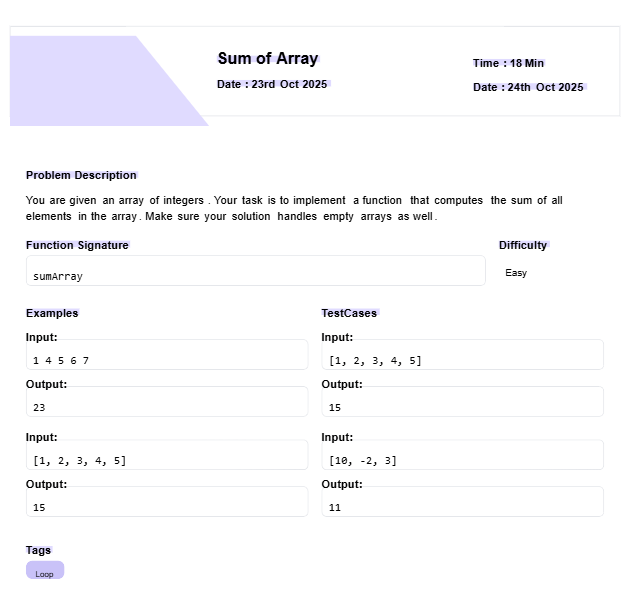 Sum of Array
Date : 23rd Oct 2025
Time : 18 Min
Date : 24th Oct 2025
Problem Description
You are given an array of integers . Your task is to implement a function that computes the sum of all
elements in the array. Make sure your solution handles empty arrays as well.
Function Signature
sumArray
Difficulty
Easy
Examples
Input:
1 4 5 6 7
Output:
23
Input:
[1, 2, 3, 4, 5]
Output:
15
TestCases
Input:
[1, 2, 3, 4, 5]
Output:
15
Input:
[10, -2, 3]
Output:
11
Tags
Loop